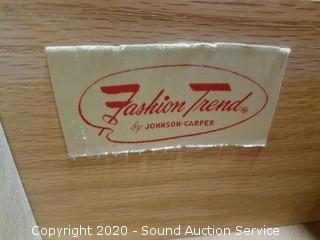 Fashion Trend®
by JOHNSON-CARPER
Copyright 2020 - Sound Auction Service